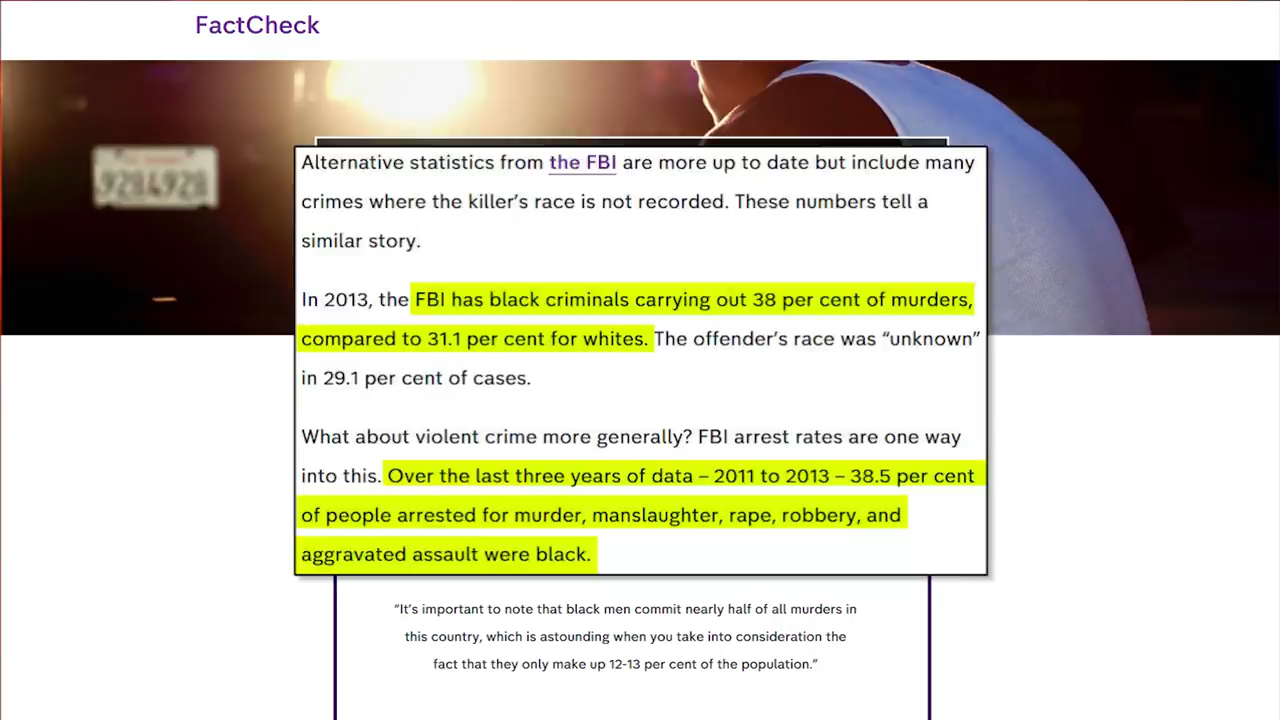 FactCheck
9284928
Alternative statistics from the FBI are more up to date but include many
crimes where the killer’s race is not recorded. These numbers tell a
similar story.
In 2013, the FBI has black criminals carrying out 38 per cent of murders,
compared to 31.1 per cent for whites. The offender’s race was “unknown”
in 29.1 per cent of cases.
What about violent crime more generally? FBI arrest rates are one way
into this. Over the last three years of data – 2011 to 2013 – 38.5 per cent
of people arrested for murder, manslaughter, rape, robbery, and
aggravated assault were black.
“It’s important to note that black men commit nearly half of all murders in
this country, which is astounding when you take into consideration the
fact that they only make up 12-13 per cent of the population.”